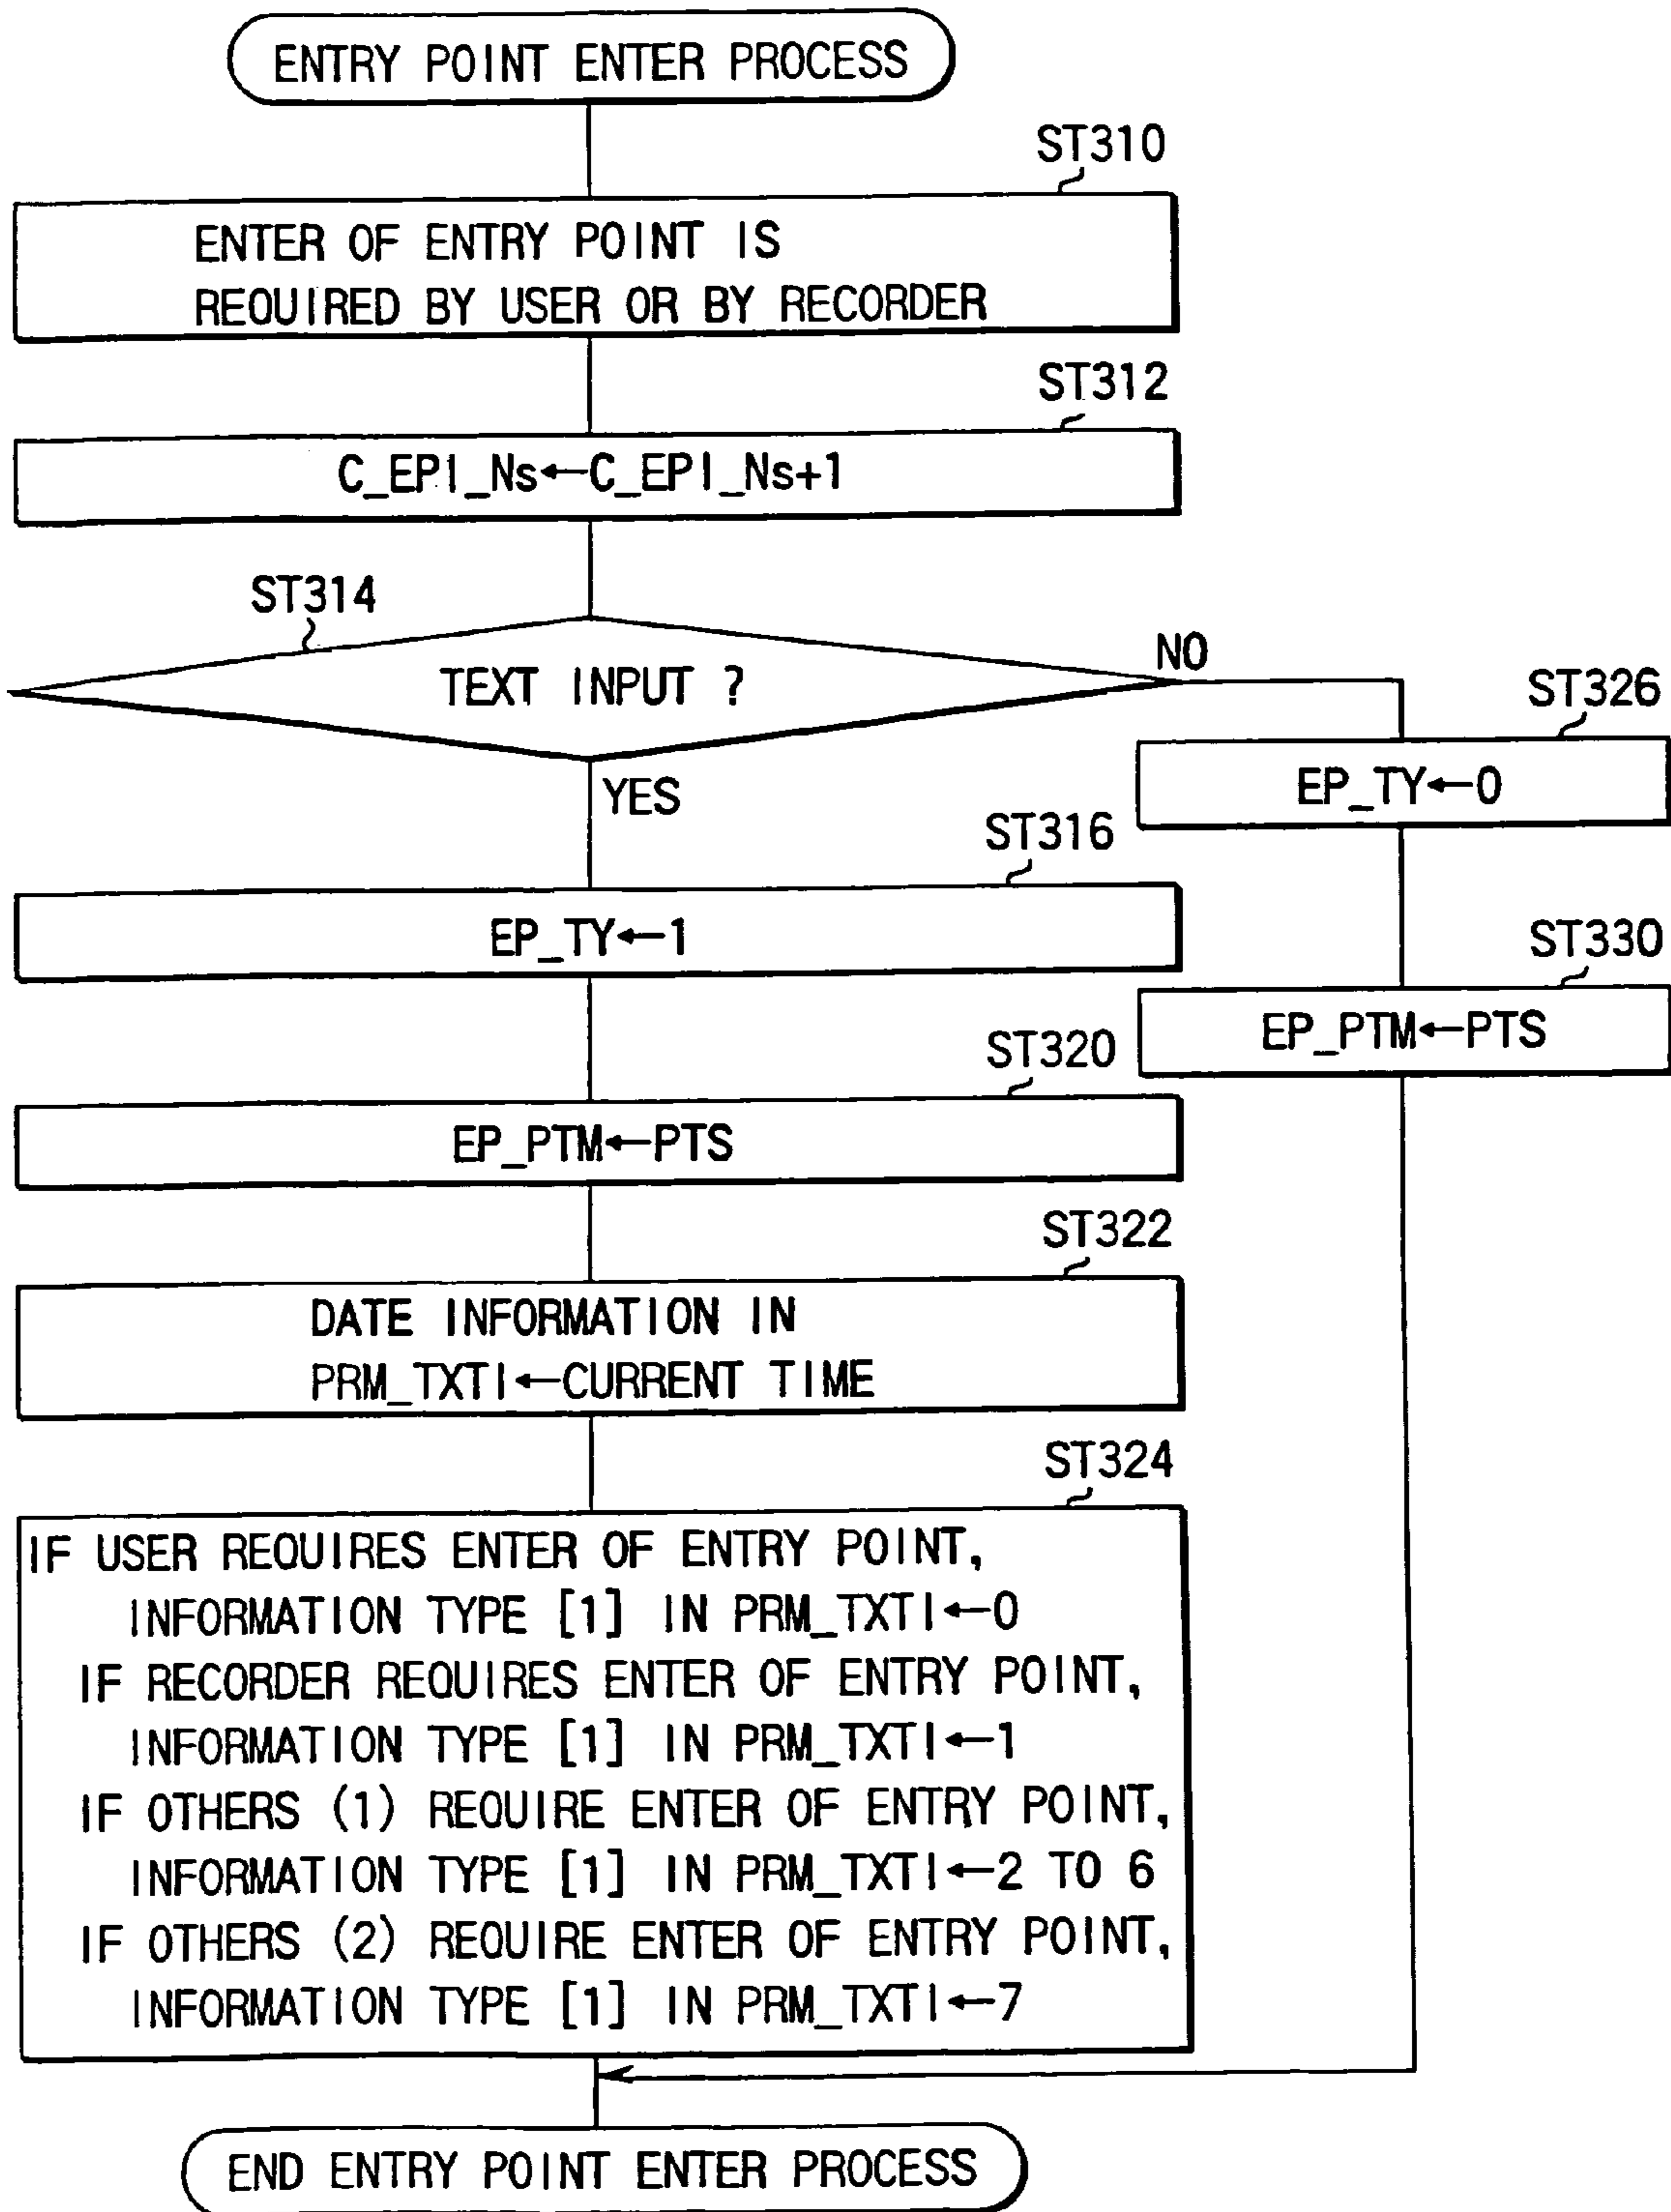 ENTRY POINT ENTER PROCESS
ST310
ENTER OF ENTRY POINT IS
REQUIRED BY USER OR BY RECORDER
ST312
C_EPI_Ns←C_EPI_Ns+1
ST314
TEXT INPUT ?
NO
YES
ST326
EP_TY←0
ST316
EP_TY←1
ST330
EP_PTM←PTS
ST320
EP_PTM←PTS
ST322
DATE INFORMATION IN
PRM_TXTI←CURRENT TIME
ST324
IF USER REQUIRES ENTER OF ENTRY POINT,
INFORMATION TYPE [1] IN PRM_TXTI←0
IF RECORDER REQUIRES ENTER OF ENTRY POINT,
INFORMATION TYPE [1] IN PRM_TXTI←1
IF OTHERS (1) REQUIRE ENTER OF ENTRY POINT,
INFORMATION TYPE [1] IN PRM_TXTI←2 TO 6
IF OTHERS (2) REQUIRE ENTER OF ENTRY POINT,
INFORMATION TYPE [1] IN PRM_TXTI←7
END ENTRY POINT ENTER PROCESS